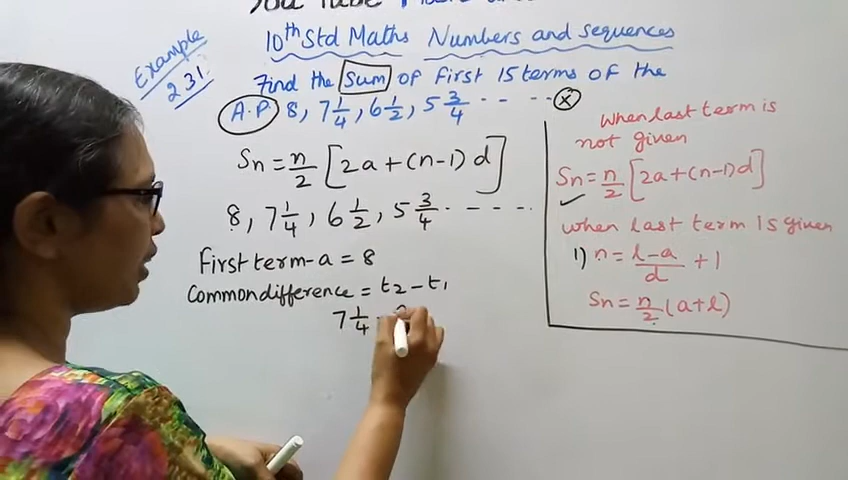 You Tube
10th Std Maths Numbers and sequences
Example 2.31.
Find the Sum of First 15 terms of the
A.P 8, 7 1/4, 6 1/2, 5 3/4 .. .. x
Sn = n/2 [2a + (n-1) d]
8, 7 1/4, 6 1/2, 5 3/4 - - - - .
First term - a = 8
Common difference = t2 - t1
7 1/4 -
When last term is
not given
Sn = n/2 [2a + (n-1) d]
✓
when last term is given
1) n = l-a/d + 1
Sn = n/2 (a+l)